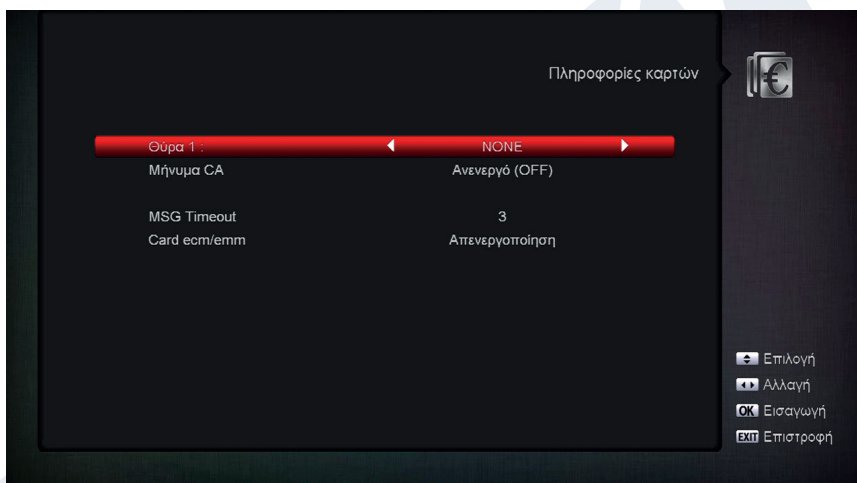 Πληροφορίες καρτών
Θύρα 1 : NONE
Μήνυμα CA Ανενεργό (OFF)
MSG Timeout 3
Card ecm/emm Απενεργοποίηση
Επιλογή
Αλλαγή
OK Εισαγωγή
EXIT Επιστροφή